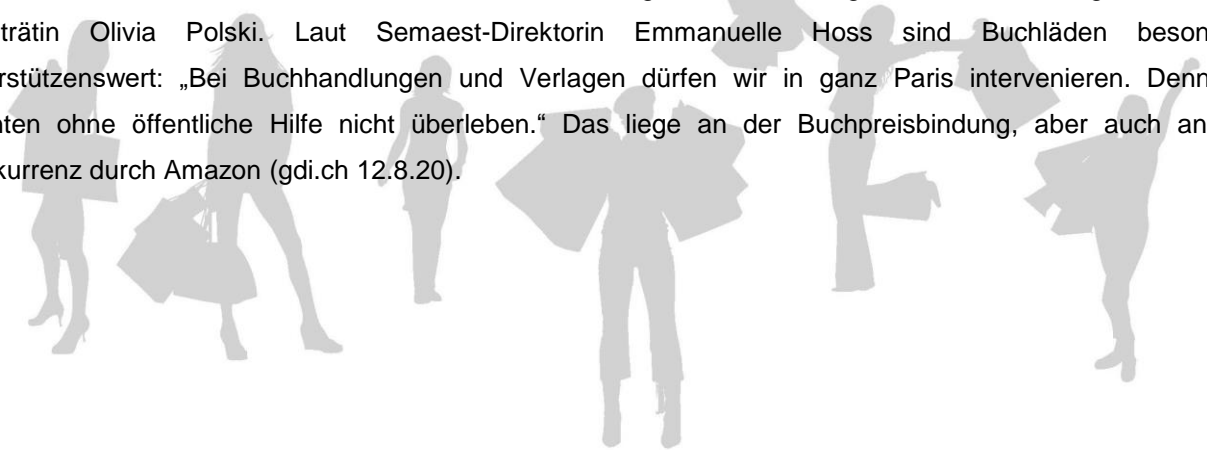 trätin Olivia Polski. Laut Semaest-Direktorin Emmanuelle Hoss sind Buchläden beson
rstützenswert: „Bei Buchhandlungen und Verlagen dürfen wir in ganz Paris intervenieren. Denn
ten ohne öffentliche Hilfe nicht überleben.“ Das liege an der Buchpreisbindung, aber auch an
kurrenz durch Amazon (gdi.ch 12.8.20).